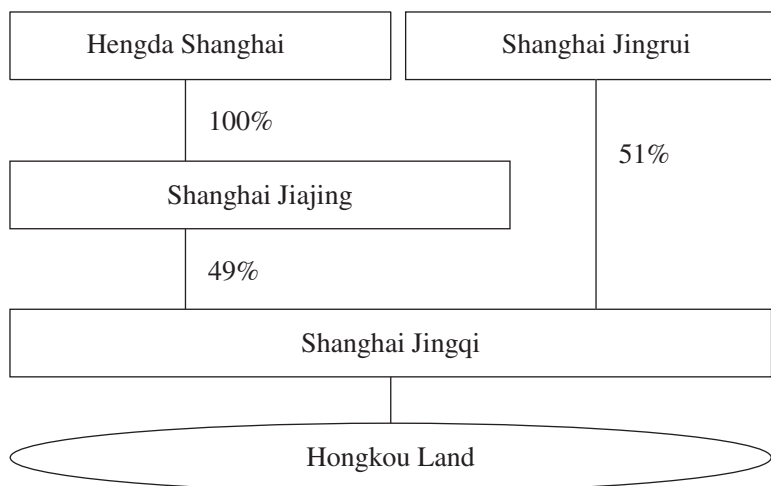 Hengda Shanghai
Shanghai Jingrui
100%
51%
Shanghai Jiajing
49%
Shanghai Jingqi
Hongkou Land